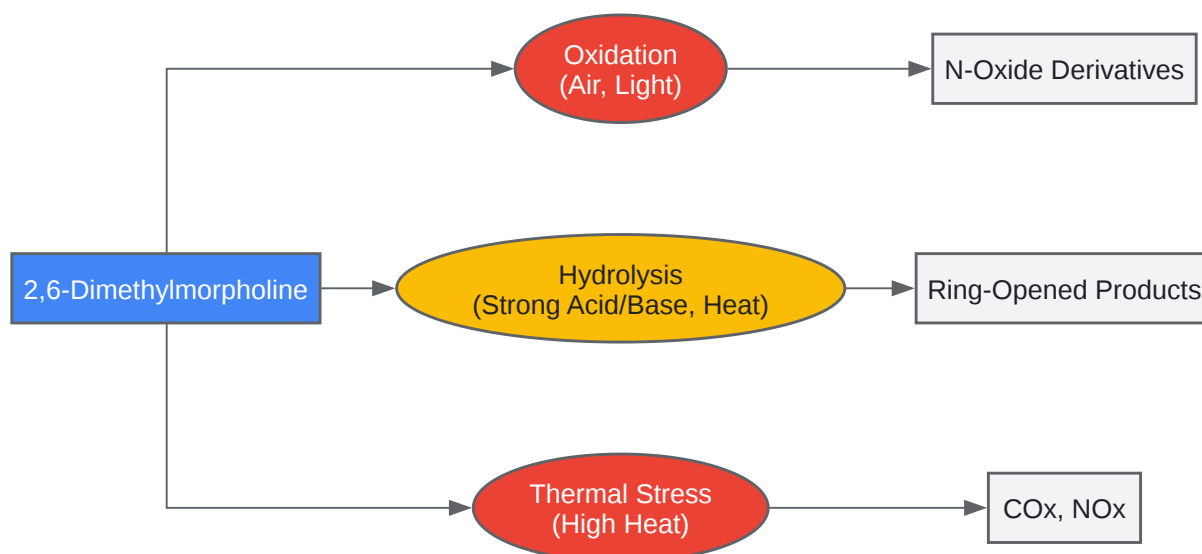 Oxidation
(Air, Light)
N-Oxide Derivatives
2,6-Dimethylmorpholine
Hydrolysis
(Strong Acid/Base, Heat)
Ring-Opened Products
Thermal Stress
(High Heat)
COx, NOx